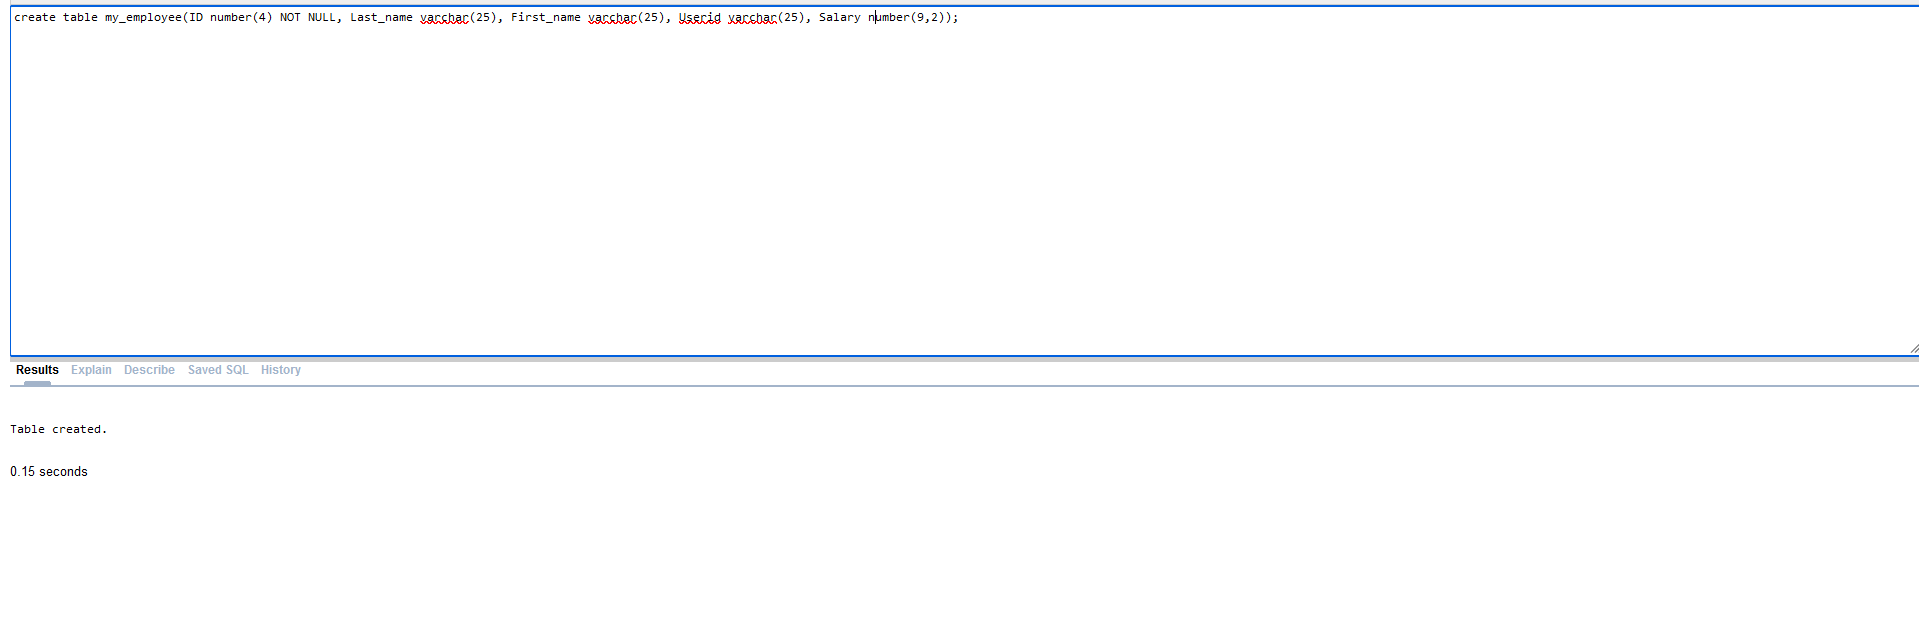 create table my_employee(ID number(4) NOT NULL, Last_name varchar(25), First_name varchar(25), Userid varchar(25), Salary number(9,2));
Results Explain Describe Saved SQL History
Table created.
0.15 seconds